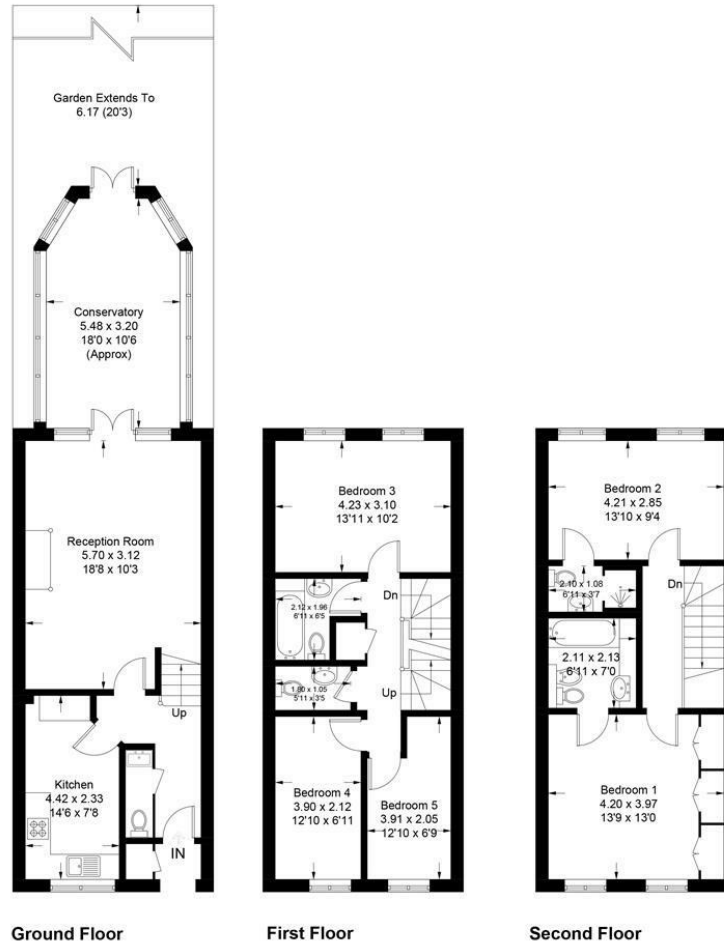 Garden Extends To
6.17 (20'3)
Conservatory
5.48 x 3.20
18'0 x 10'6
(Approx)
Reception Room
5.70 x 3.12
18'8 x 10'3
Up
Kitchen
4.42 x 2.33
14'6 x 7'8
IN
Ground Floor
Bedroom 3
4.23 x 3.10
13'11 x 10'2
2.12 x 1.96
6'11 x 6'5
Dn
1.80 x 1.05
5'11 x 3'5
Up
Bedroom 4
3.90 x 2.12
12'10 x 6'11
Bedroom 5
3.91 x 2.05
12'10 x 6'9
First Floor
Bedroom 2
4.21 x 2.85
13'10 x 9'4
2.10 x 1.08
6'11 x 3'7
Dn
2.11 x 2.13
6'11 x 7'0
Bedroom 1
4.20 x 3.97
13'9 x 13'0
Second Floor